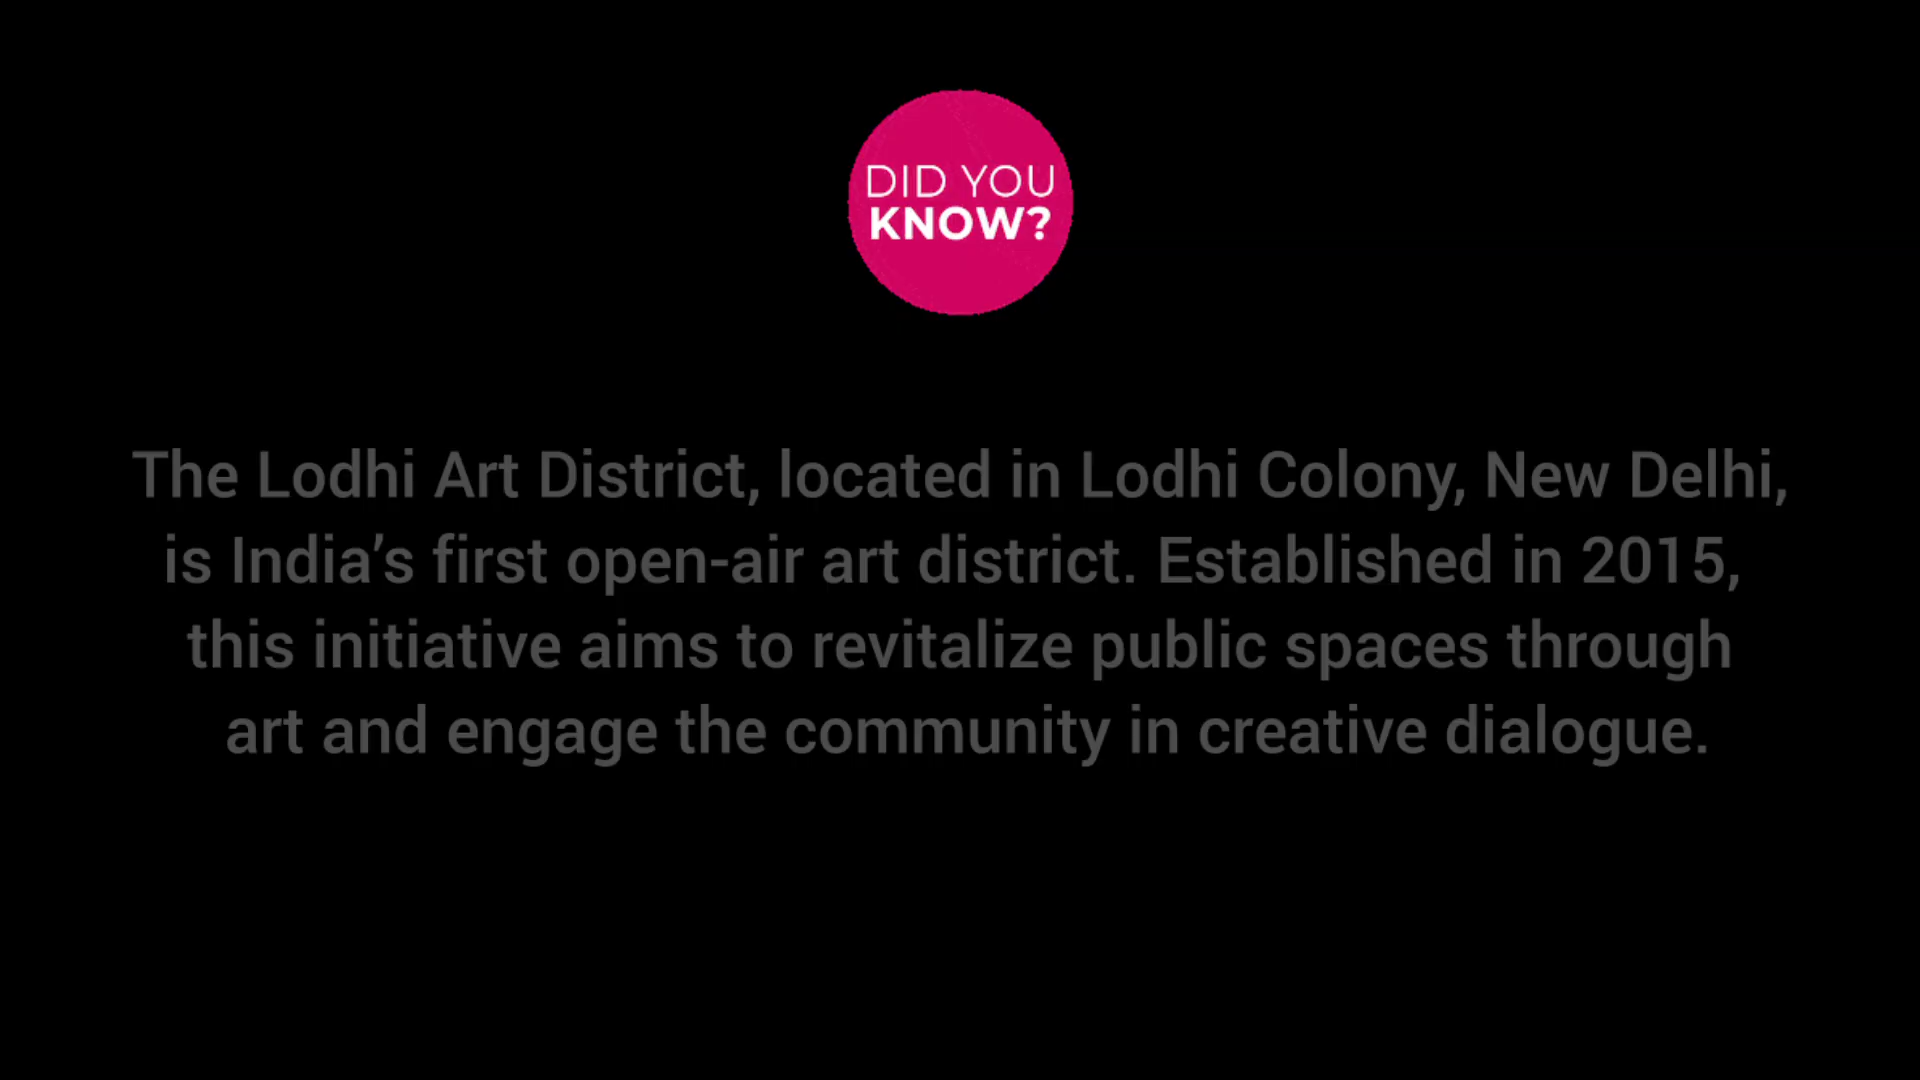 DID YOU
KNOW?
The Lodhi Art District, located in Lodhi Colony, New Delhi,
is India’s first open-air art district. Established in 2015,
this initiative aims to revitalize public spaces through
art and engage the community in creative dialogue.